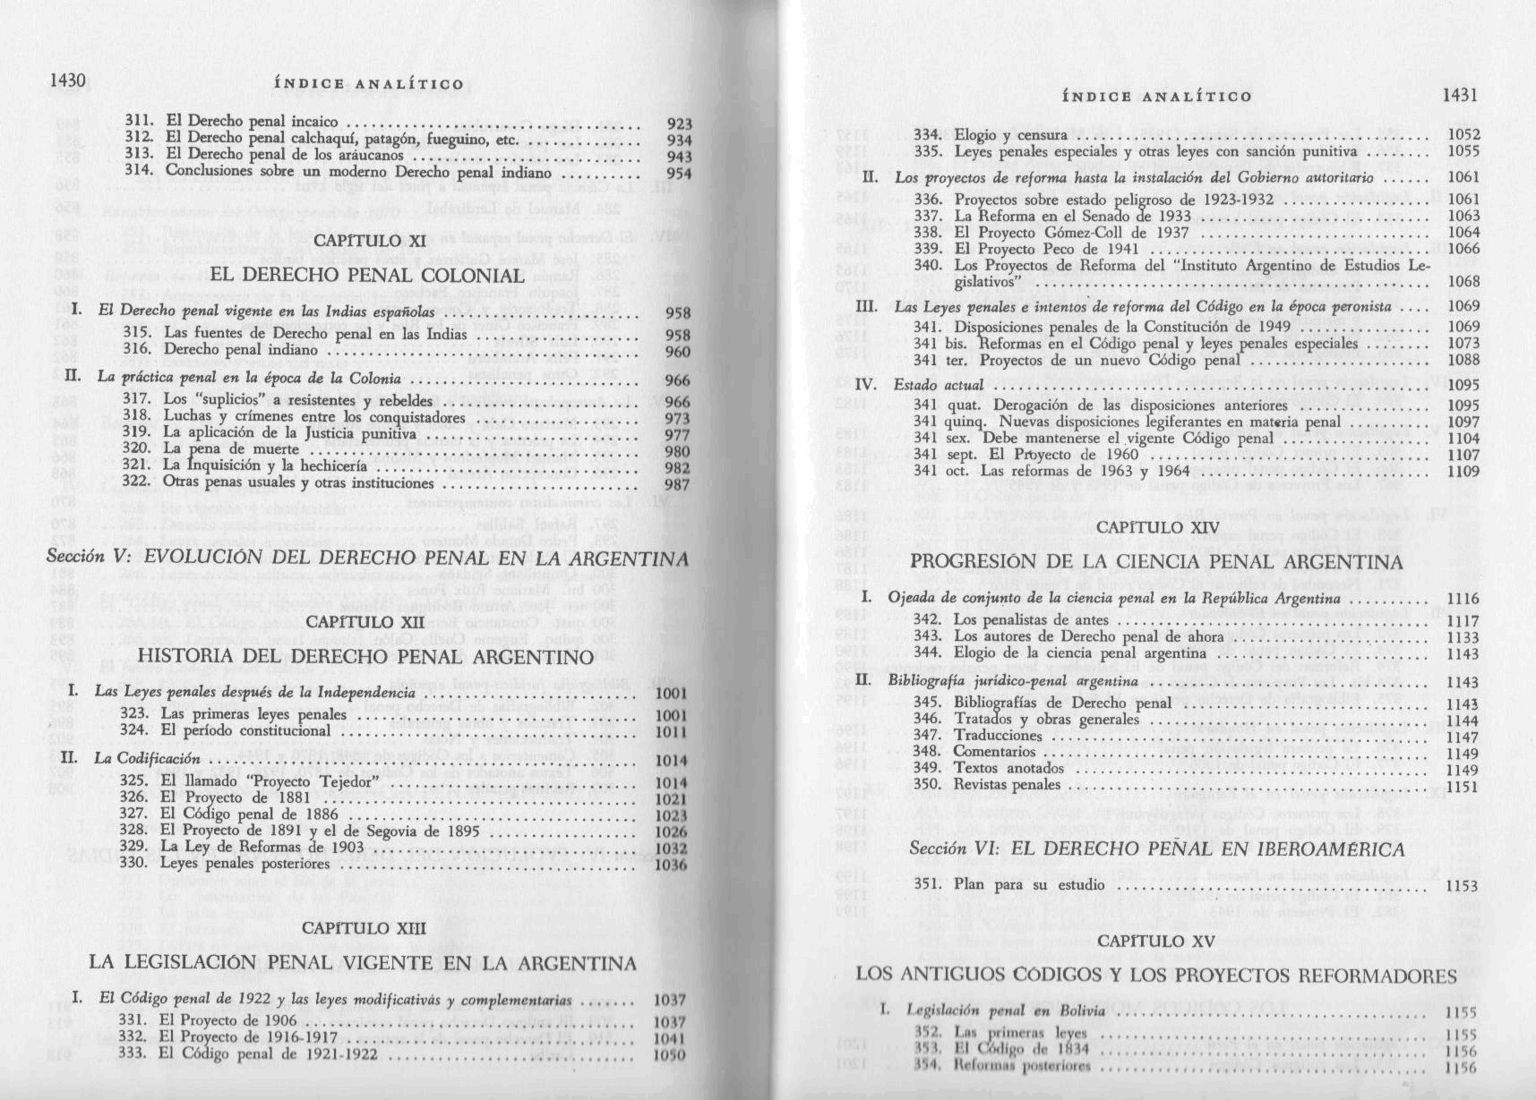 1430
ÍNDICE ANALÍTICO
311. El Derecho penal incaico ................................ 923
312. El Derecho penal calchaquí, patagón, fueguino, etc. .............. 934
313. El Derecho penal de los aráucanos ........................... 943
314. Conclusiones sobre un moderno Derecho penal indiano .......... 954
CAPÍTULO XI
EL DERECHO PENAL COLONIAL
I. El Derecho penal vigente en las Indias españolas ....................... 958
315. Las fuentes de Derecho penal en las Indias ................... 958
316. Derecho penal indiano ..................................... 960
II. La práctica penal en la época de la Colonia ........................... 966
317. Los "suplicios" a resistentes y rebeldes ........................ 966
318. Luchas y crímenes entre los conquistadores .................... 973
319. La aplicación de la Justicia punitiva ......................... 977
320. La pena de muerte ........................................ 980
321. La Inquisición y la hechicería ............................... 982
322. Otras penas usuales y otras instituciones ....................... 987
Sección V: EVOLUCIÓN DEL DERECHO PENAL EN LA ARGENTINA
CAPÍTULO XII
HISTORIA DEL DERECHO PENAL ARGENTINO
I. Las Leyes penales después de la Independencia ......................... 1001
323. Las primeras leyes penales ................................. 1001
324. El período constitucional ................................... 1011
II. La Codificación ................................................. 1014
325. El llamado "Proyecto Tejedor" ............................. 1014
326. El Proyecto de 1881 ..................................... 1021
327. El Código penal de 1886 .................................. 1023
328. El Proyecto de 1891 y el de Segovia de 1895 .................. 1026
329. La Ley de Reformas de 1903 ............................... 1032
330. Leyes penales posteriores ................................... 1036
CAPÍTULO XIII
LA LEGISLACIÓN PENAL VIGENTE EN LA ARGENTINA
I. El Código penal de 1922 y las leyes modificativas y complementarias ....... 1037
331. El Proyecto de 1906 ....................................... 1037
332. El Proyecto de 1916-1917 .................................. 1041
333. El Código penal de 1921-1922 .............................. 1050
ÍNDICE ANALÍTICO
1431
334. Elogio y censura .......................................... 1052
335. Leyes penales especiales y otras leyes con sanción punitiva ........ 1055
II. Los proyectos de reforma hasta la instalación del Gobierno autoritario ...... 1061
336. Proyectos sobre estado peligroso de 1923-1932 .................. 1061
337. La Reforma en el Senado de 1933 ............................ 1063
338. El Proyecto Gómez-Coll de 1937 ............................ 1064
339. El Proyecto Peco de 1941 .................................. 1066
340. Los Proyectos de Reforma del "Instituto Argentino de Estudios Le-
gislativos" ................................................ 1068
III. Las Leyes penales e intentos de reforma del Código en la época peronista .... 1069
341. Disposiciones penales de la Constitución de 1949 ................ 1069
341 bis. Reformas en el Código penal y leyes penales especiales ........ 1073
341 ter. Proyectos de un nuevo Código penal ...................... 1088
IV. Estado actual .................................................... 1095
341 quat. Derogación de las disposiciones anteriores ................ 1095
341 quinq. Nuevas disposiciones legiferantes en materia penal .......... 1097
341 sex. Debe mantenerse el vigente Código penal .................. 1104
341 sept. El Proyecto de 1960 .................................. 1107
341 oct. Las reformas de 1963 y 1964 ............................ 1109
CAPÍTULO XIV
PROGRESIÓN DE LA CIENCIA PENAL ARGENTINA
I. Ojeada de conjunto de la ciencia penal en la República Argentina .......... 1116
342. Los penalistas de antes ...................................... 1117
343. Los autores de Derecho penal de ahora ........................ 1133
344. Elogio de la ciencia penal argentina .......................... 1143
II. Bibliografía jurídico-penal argentina .................................. 1143
345. Bibliografías de Derecho penal ............................... 1143
346. Tratados y obras generales .................................. 1144
347. Traducciones .............................................. 1147
348. Comentarios ............................................... 1149
349. Textos anotados ............................................ 1149
350. Revistas penales ............................................ 1151
Sección VI: EL DERECHO PENAL EN IBEROAMÉRICA
351. Plan para su estudio ....................................... 1153
CAPÍTULO XV
LOS ANTIGUOS CÓDIGOS Y LOS PROYECTOS REFORMADORES
I. Legislación penal en Bolivia ........................................ 1155
352. Las primeras leyes ......................................... 1155
353. El Código de 1834 ......................................... 1156
354. Reformas posteriores ........................................ 1156